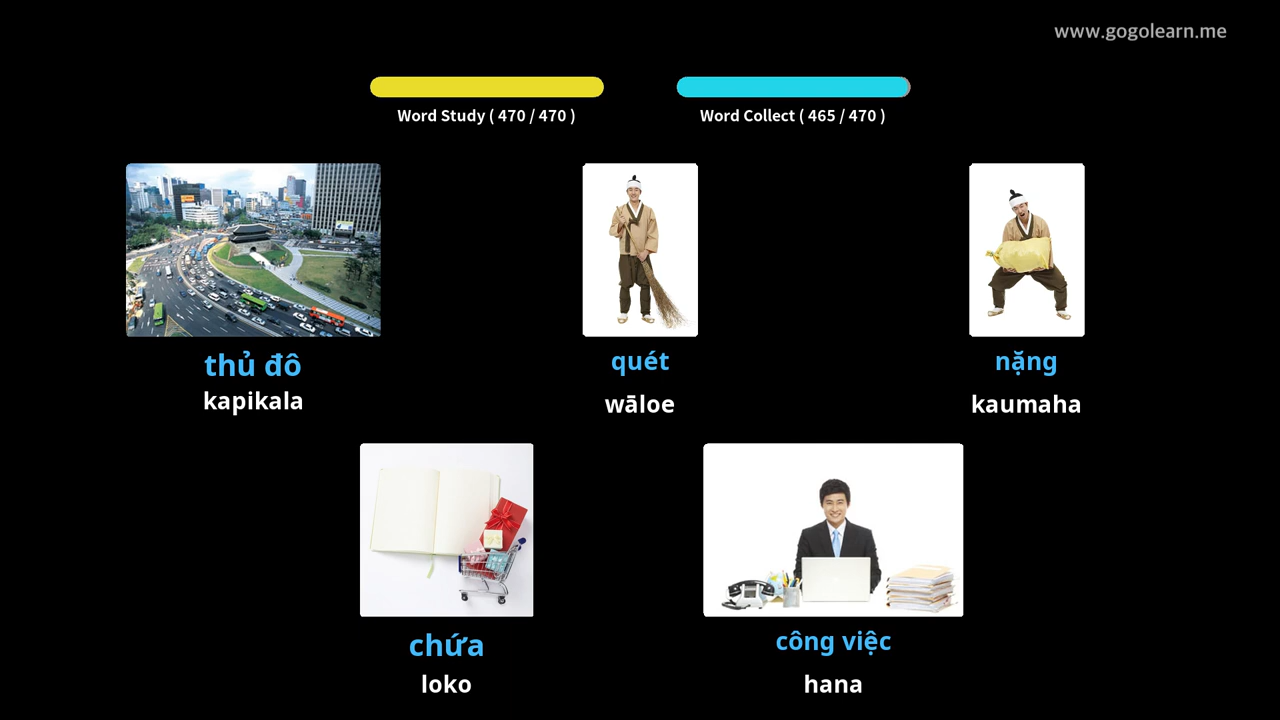 www.gogolearn.me
Word Study ( 470 / 470 )
Word Collect ( 465 / 470 )
thủ đô
kapikala
quét
wāloe
nặng
kaumaha
chứa
loko
công việc
hana